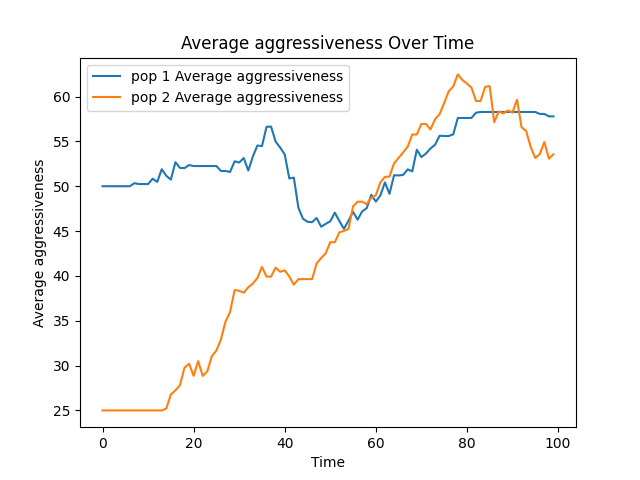 Average aggressiveness Over Time
pop 1 Average aggressiveness
pop 2 Average aggressiveness
Average aggressiveness
60
55
50
45
40
35
30
25
0 20 40 60 80 100
Time